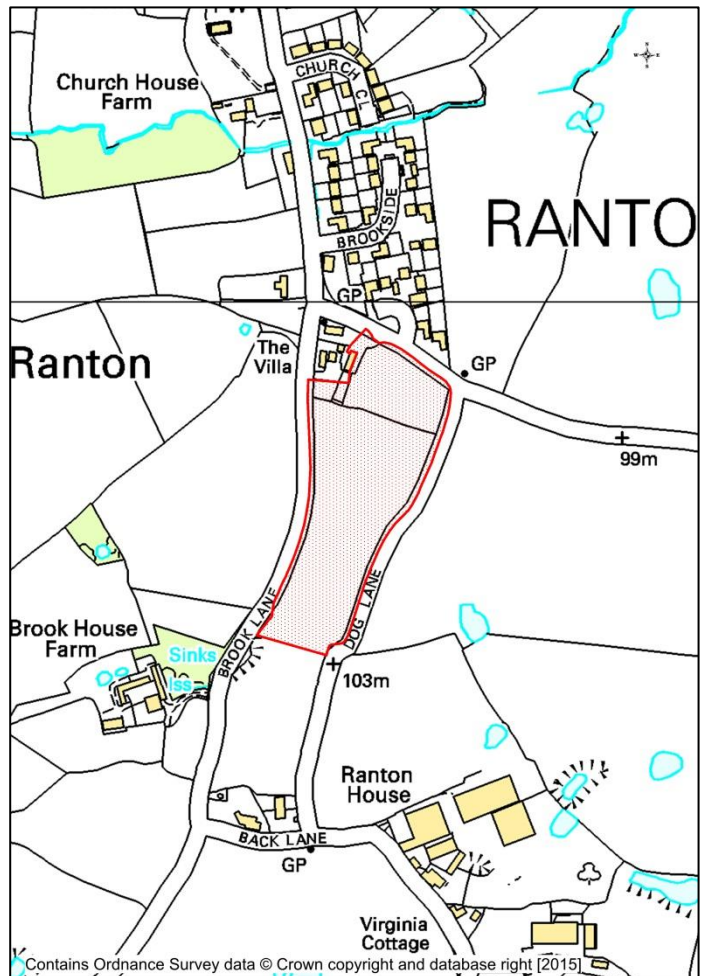 Church House
Farm
CHURCH CL
BROOKSIDE
RANTO
GP
The
Villa
Ranton
GP
99m
BROOK LANE
DOG LANE
Brook House
Farm
Sinks
Iss
103m
Ranton
House
BACK LANE
GP
Virginia
Cottage
Contains Ordnance Survey data © Crown copyright and database right [2015]